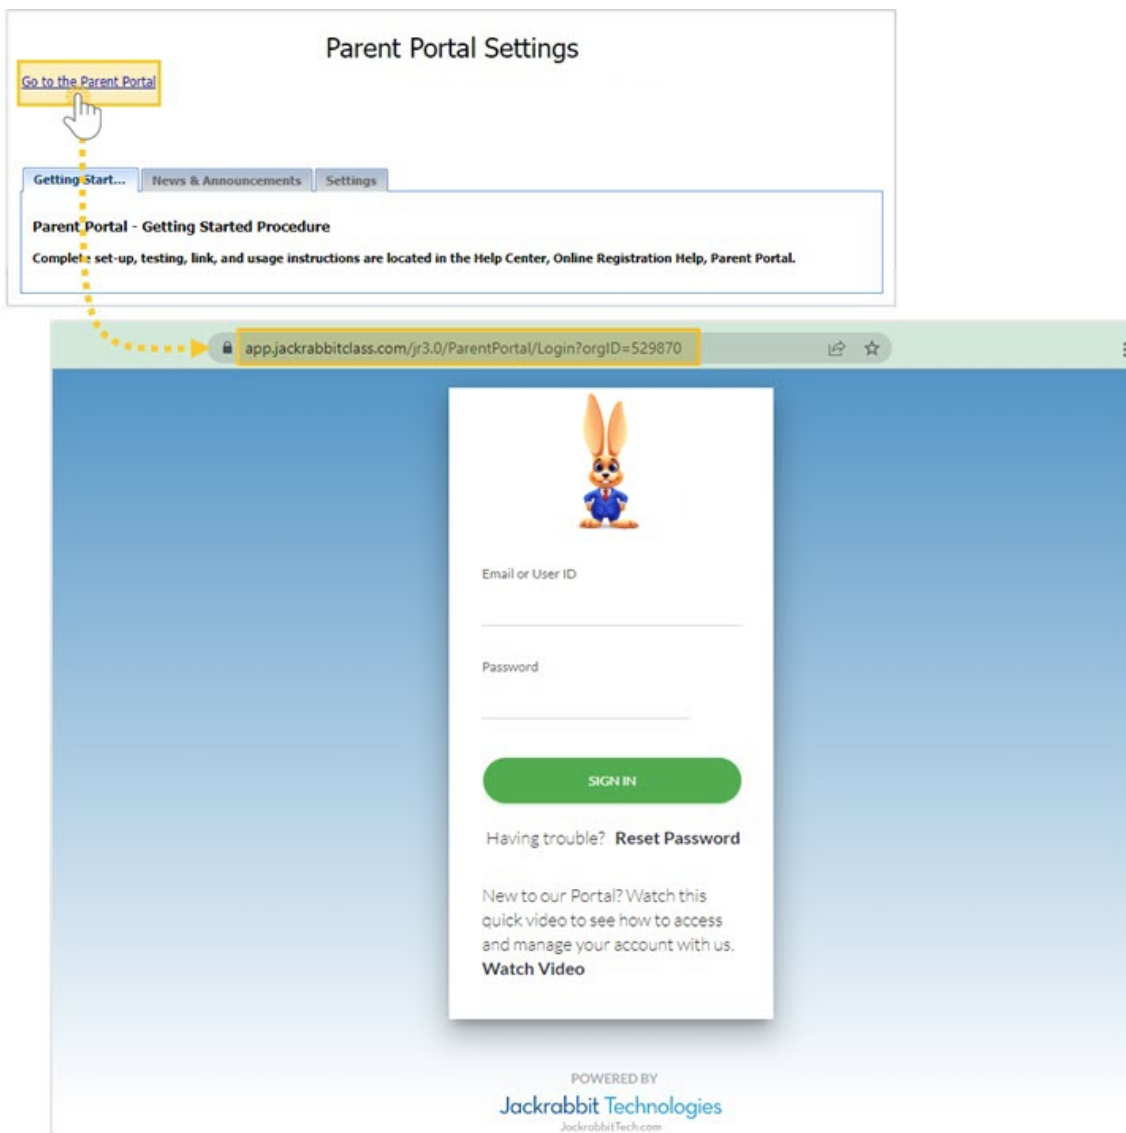 Parent Portal Settings
Go to the Parent Portal
Getting Start... News & Announcements Settings
Parent Portal - Getting Started Procedure
Complete set-up, testing, link, and usage instructions are located in the Help Center, Online Registration Help, Parent Portal.
app.jackrabbitclass.com/jr3.0/ParentPortal/Login?orgID=529870
Email or User ID
Password
SIGN IN
Having trouble? Reset Password
New to our Portal? Watch this
quick video to see how to access
and manage your account with us.
Watch Video
POWERED BY
Jackrabbit Technologies
JackrabbitTech.com